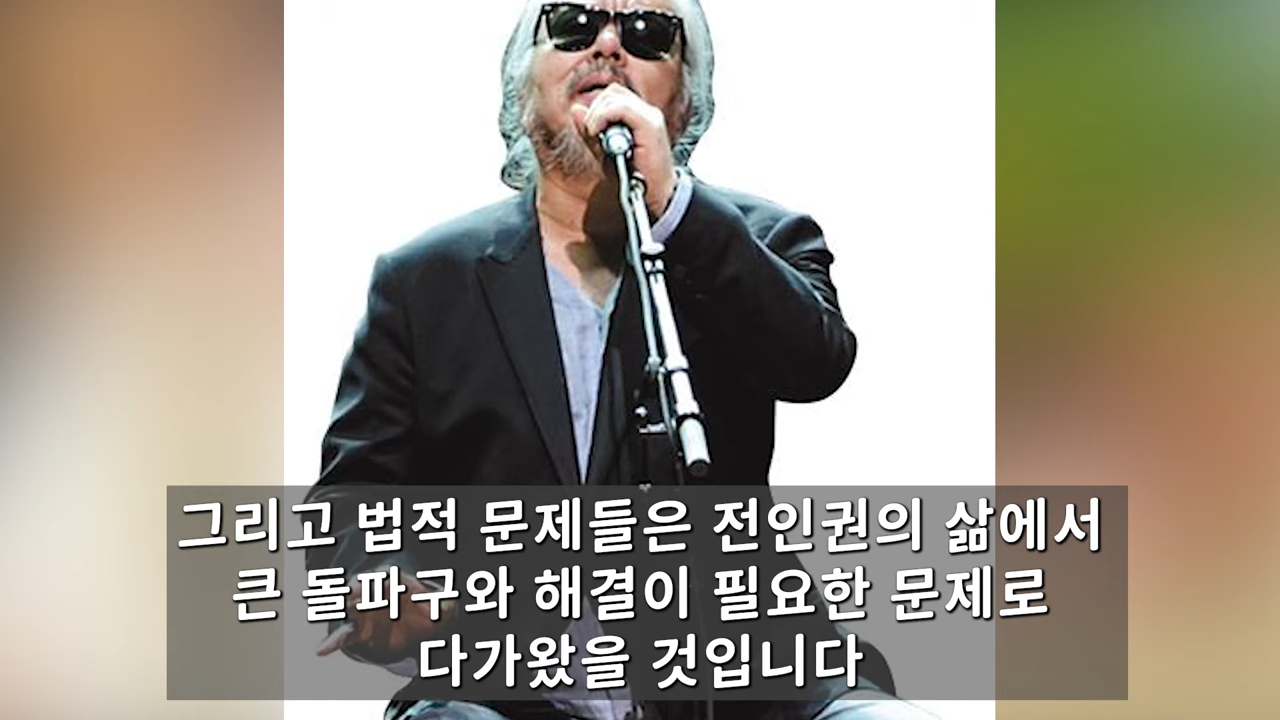 그리고 법적 문제들은 전인권의 삶에서
큰 돌파구와 해결이 필요한 문제로
다가왔을 것입니다